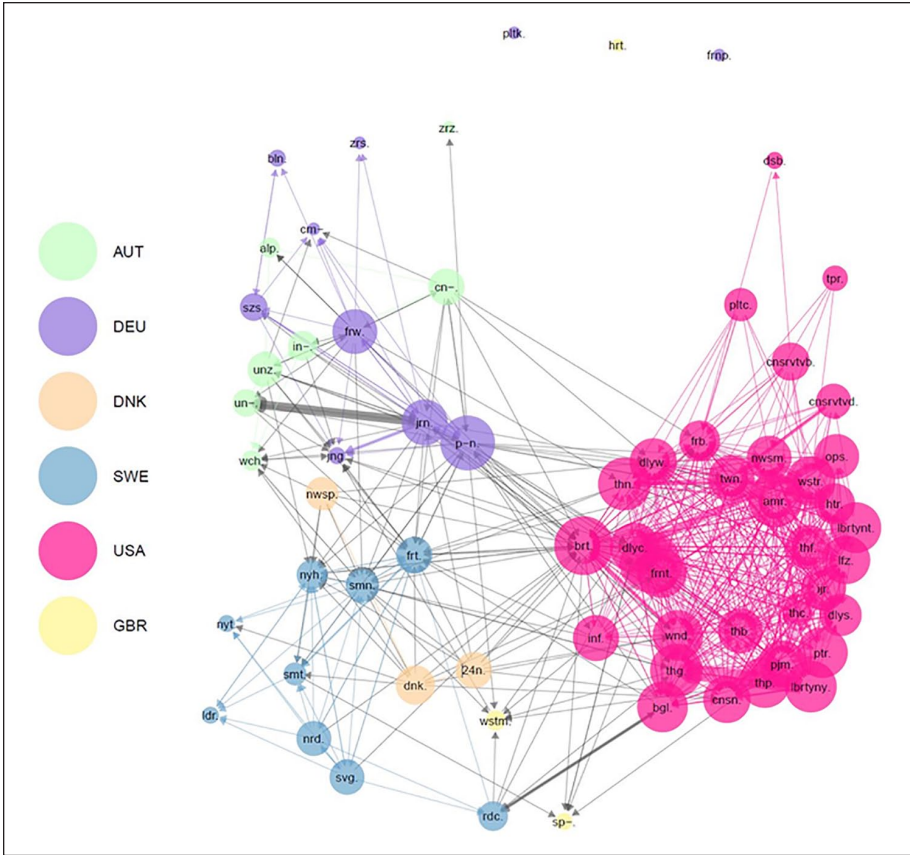 pltk.
hrt.
frnp.
zrz.
zrs.
bln.
dsb.
cm-
alp.
AUT
cn-.
tpr.
szs.
pltc.
DEU
frw.
in-.
unz.
cnsrvtvb.
un-.
cnsrvtvd.
DNK
jrn.
p-n.
frb.
wch.
jng.
dlyw.
nwsm.
ops.
SWE
nwsp.
thn.
twn.
wstr.
amr.
htr.
lbrtynt.
USA
frt.
brt.
dlyc.
thf.
lfz.
nyh.
smn.
frnt.
GBR
nyt.
thc.
dlys.
inf.
wnd.
thb.
ptr.
smt.
24n.
dnk.
thg.
pjm.
thp.
lbrtyny.
ldr.
wstm.
bgl.
cnsn.
nrd.
svg.
rdc.
sp-.